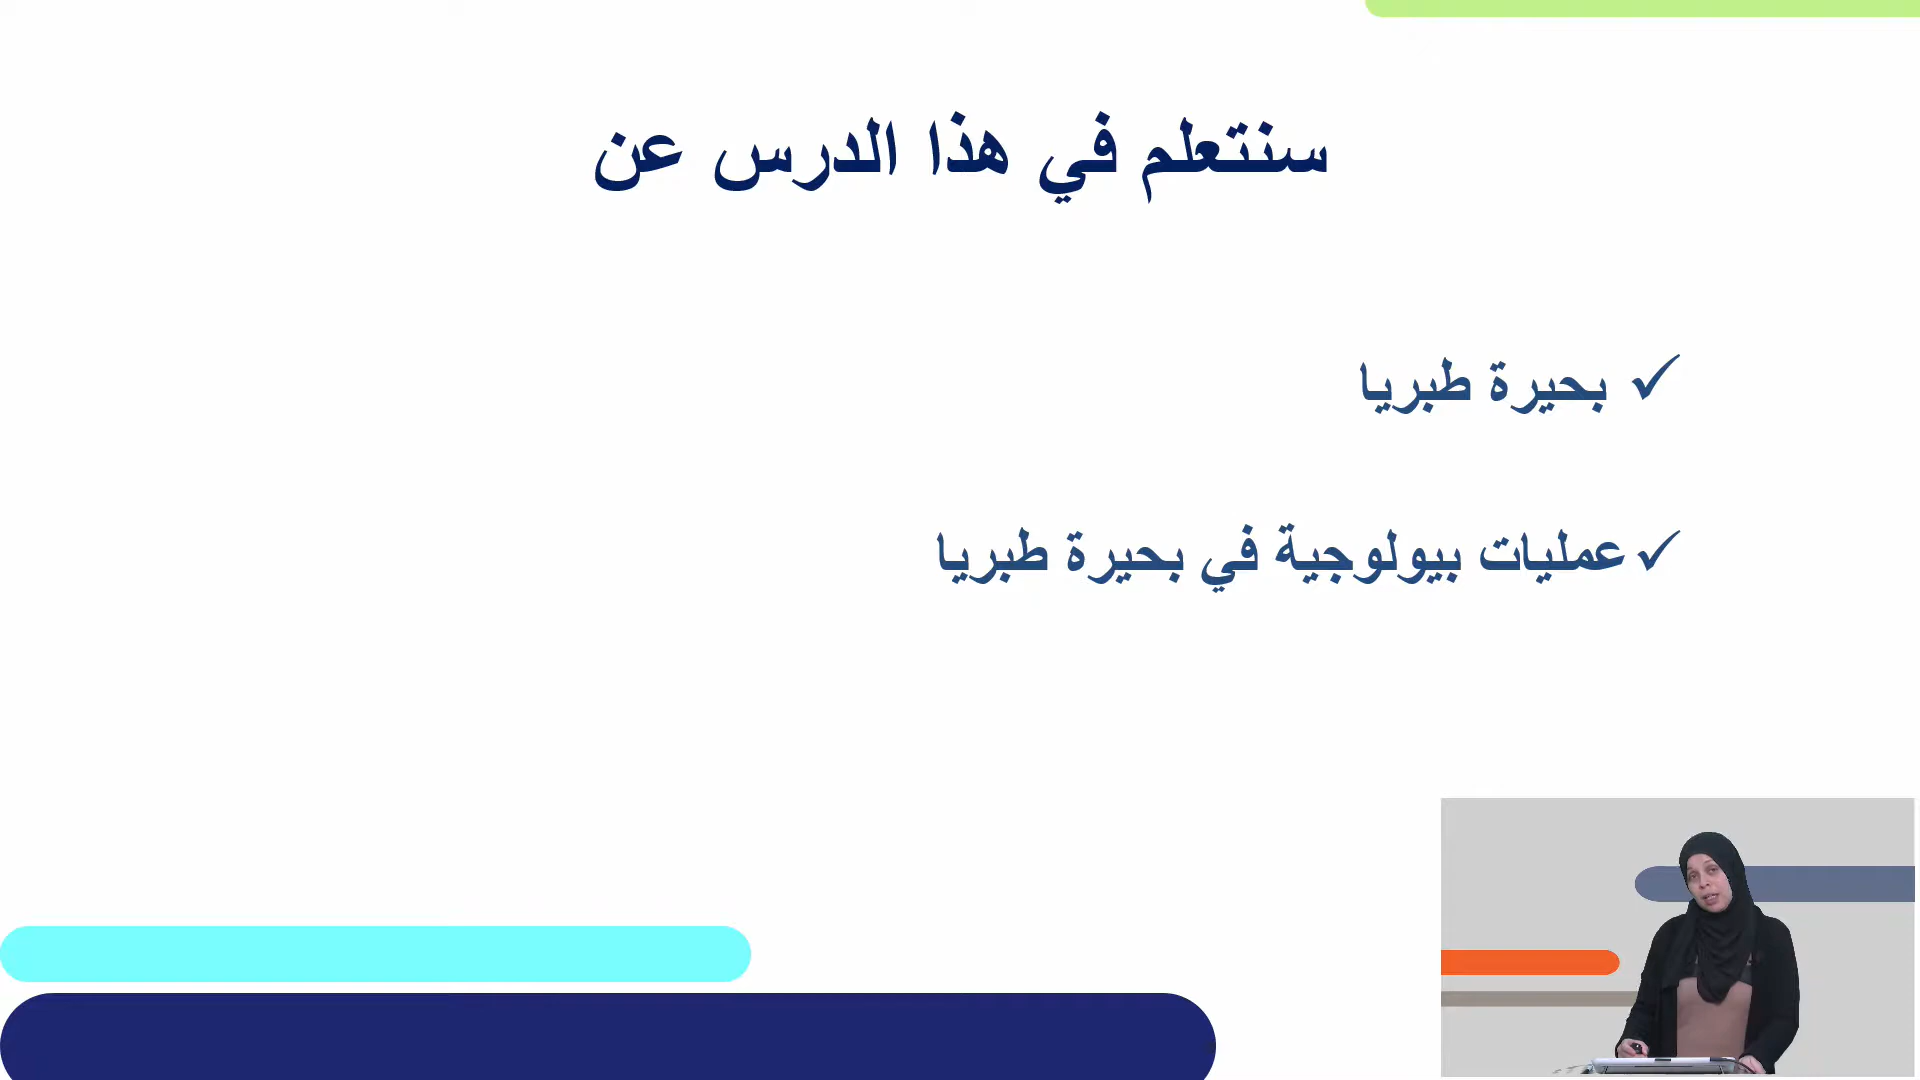 سنتعلم في هذا الدرس عن
✓ بحيرة طبريا
✓ عمليات بيولوجية في بحيرة طبريا